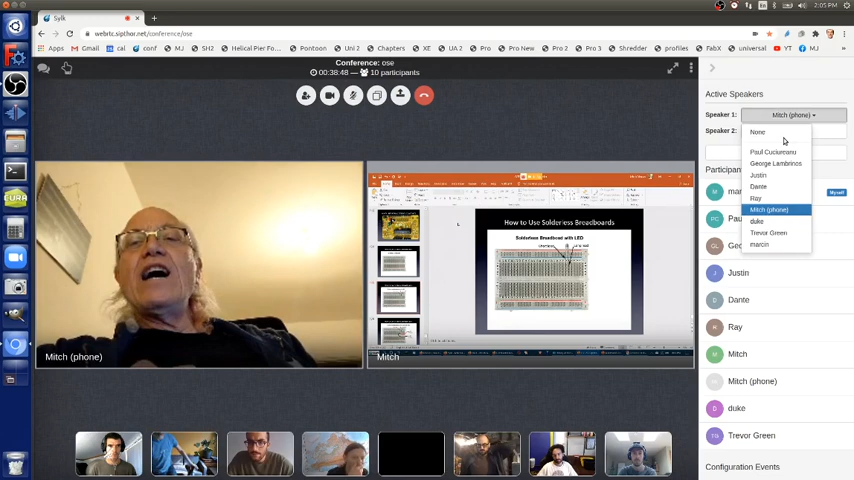 2:05 PM
Sylk
webrtc.sipthor.net/conference/ose
Apps
Gmail
cal
conf
MJ
SH2
Helical Pier Fo...
Pontoon
Uni 2
Chapters
XE
UA 2
Pro
Pro New
Pro 2
Pro 3
Shredder
profiles
FabX
universal
YT
MJ
Conference: ose
00:38:48 — 10 participants
Active Speakers
Speaker 1:
Mitch (phone)
Speaker 2:
None
Paul Cuciureanu
George Lambrinos
Justin
Dante
Ray
Mitch (phone)
duke
Trevor Green
marcin
Myself
PC
GL
J
Justin
D
Dante
R
Ray
M
Mitch
Mitch (phone)
D
duke
TG
Trevor Green
Configuration Events
How to Use Solderless Breadboards
Solderless Breadboard with LED
Mitch (phone)
Mitch